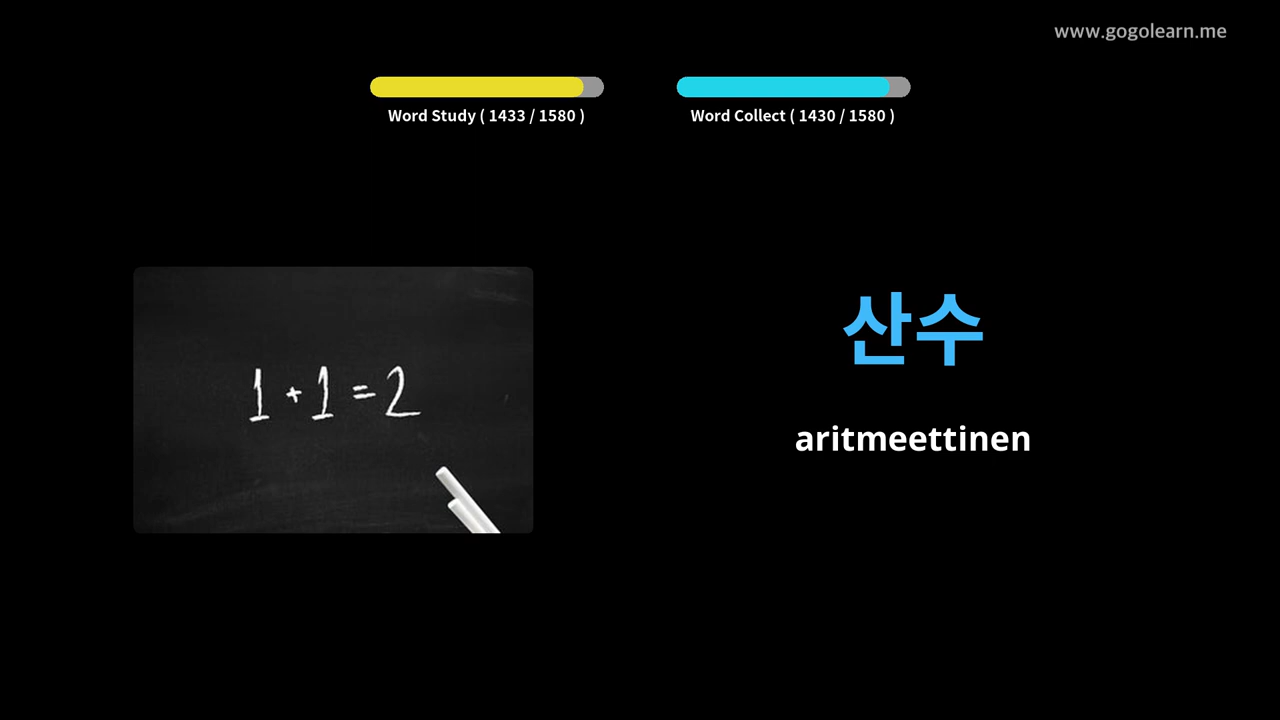 www.gogolearn.me
Word Study ( 1433 / 1580 )
Word Collect ( 1430 / 1580 )
1 + 1 = 2
산수
aritmeettinen